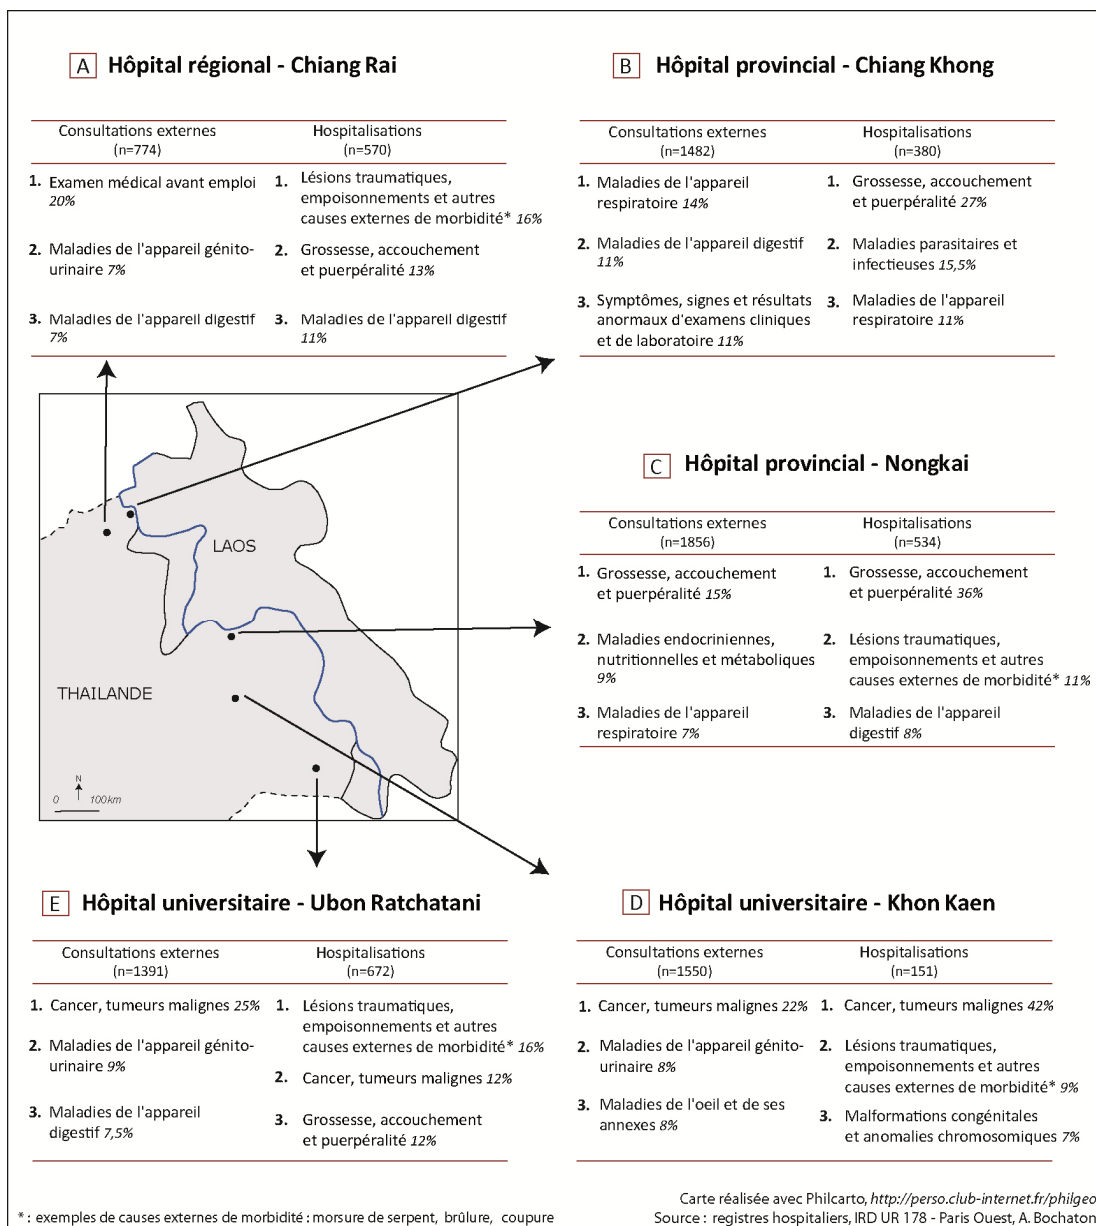 A Hôpital régional - Chiang Rai
Consultations externes
(n=774)
Hospitalisations
(n=570)
1. Examen médical avant emploi
20%
2. Maladies de l'appareil génito-
urinaire 7%
3. Maladies de l'appareil digestif
7%
1. Lésions traumatiques,
empoisonnements et autres
causes externes de morbidité* 16%
2. Grossesse, accouchement
et puerpéralité 13%
3. Maladies de l'appareil digestif
11%
B Hôpital provincial - Chiang Khong
Consultations externes
(n=1482)
Hospitalisations
(n=380)
1. Maladies de l'appareil
respiratoire 14%
2. Maladies de l'appareil digestif
11%
3. Symptômes, signes et résultats
anormaux d'examens cliniques
et de laboratoire 11%
1. Grossesse, accouchement
et puerpéralité 27%
2. Maladies parasitaires et
infectieuses 15,5%
3. Maladies de l'appareil
respiratoire 11%
LAOS
THAILANDE
N
0 100km
C Hôpital provincial - Nongkai
Consultations externes
(n=1856)
Hospitalisations
(n=534)
1. Grossesse, accouchement
et puerpéralité 15%
2. Maladies endocriniennes,
nutritionnelles et métaboliques
9%
3. Maladies de l'appareil
respiratoire 7%
1. Grossesse, accouchement
et puerpéralité 36%
2. Lésions traumatiques,
empoisonnements et autres
causes externes de morbidité* 11%
3. Maladies de l'appareil
digestif 8%
E Hôpital universitaire - Ubon Ratchatani
Consultations externes
(n=1391)
Hospitalisations
(n=672)
1. Cancer, tumeurs malignes 25%
2. Maladies de l'appareil génito-
urinaire 9%
3. Maladies de l'appareil
digestif 7,5%
1. Lésions traumatiques,
empoisonnements et autres
causes externes de morbidité* 16%
2. Cancer, tumeurs malignes 12%
3. Grossesse, accouchement
et puerpéralité 12%
D Hôpital universitaire - Khon Kaen
Consultations externes
(n=1550)
Hospitalisations
(n=151)
1. Cancer, tumeurs malignes 22%
2. Maladies de l'appareil génito-
urinaire 8%
3. Maladies de l'oeil et de ses
annexes 8%
1. Cancer, tumeurs malignes 42%
2. Lésions traumatiques,
empoisonnements et autres
causes externes de morbidité* 9%
3. Malformations congénitales
et anomalies chromosomiques 7%
* : exemples de causes externes de morbidité : morsure de serpent, brûlure, coupure
Carte réalisée avec Philcarto, http://perso.club-internet.fr/philgeo
Source : registres hospitaliers, IRD UR 178 - Paris Ouest, A. Bochaton